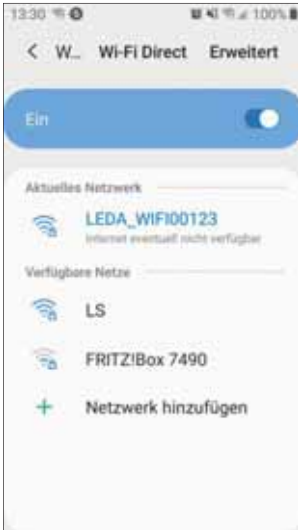 13:30 100%
W... Wi-Fi Direct Erweitert
Ein
Aktuelles Netzwerk
LEDA_WIFI00123
Internet eventuell nicht verfügbar
Verfügbare Netze
LS
FRITZ!Box 7490
Netzwerk hinzufügen